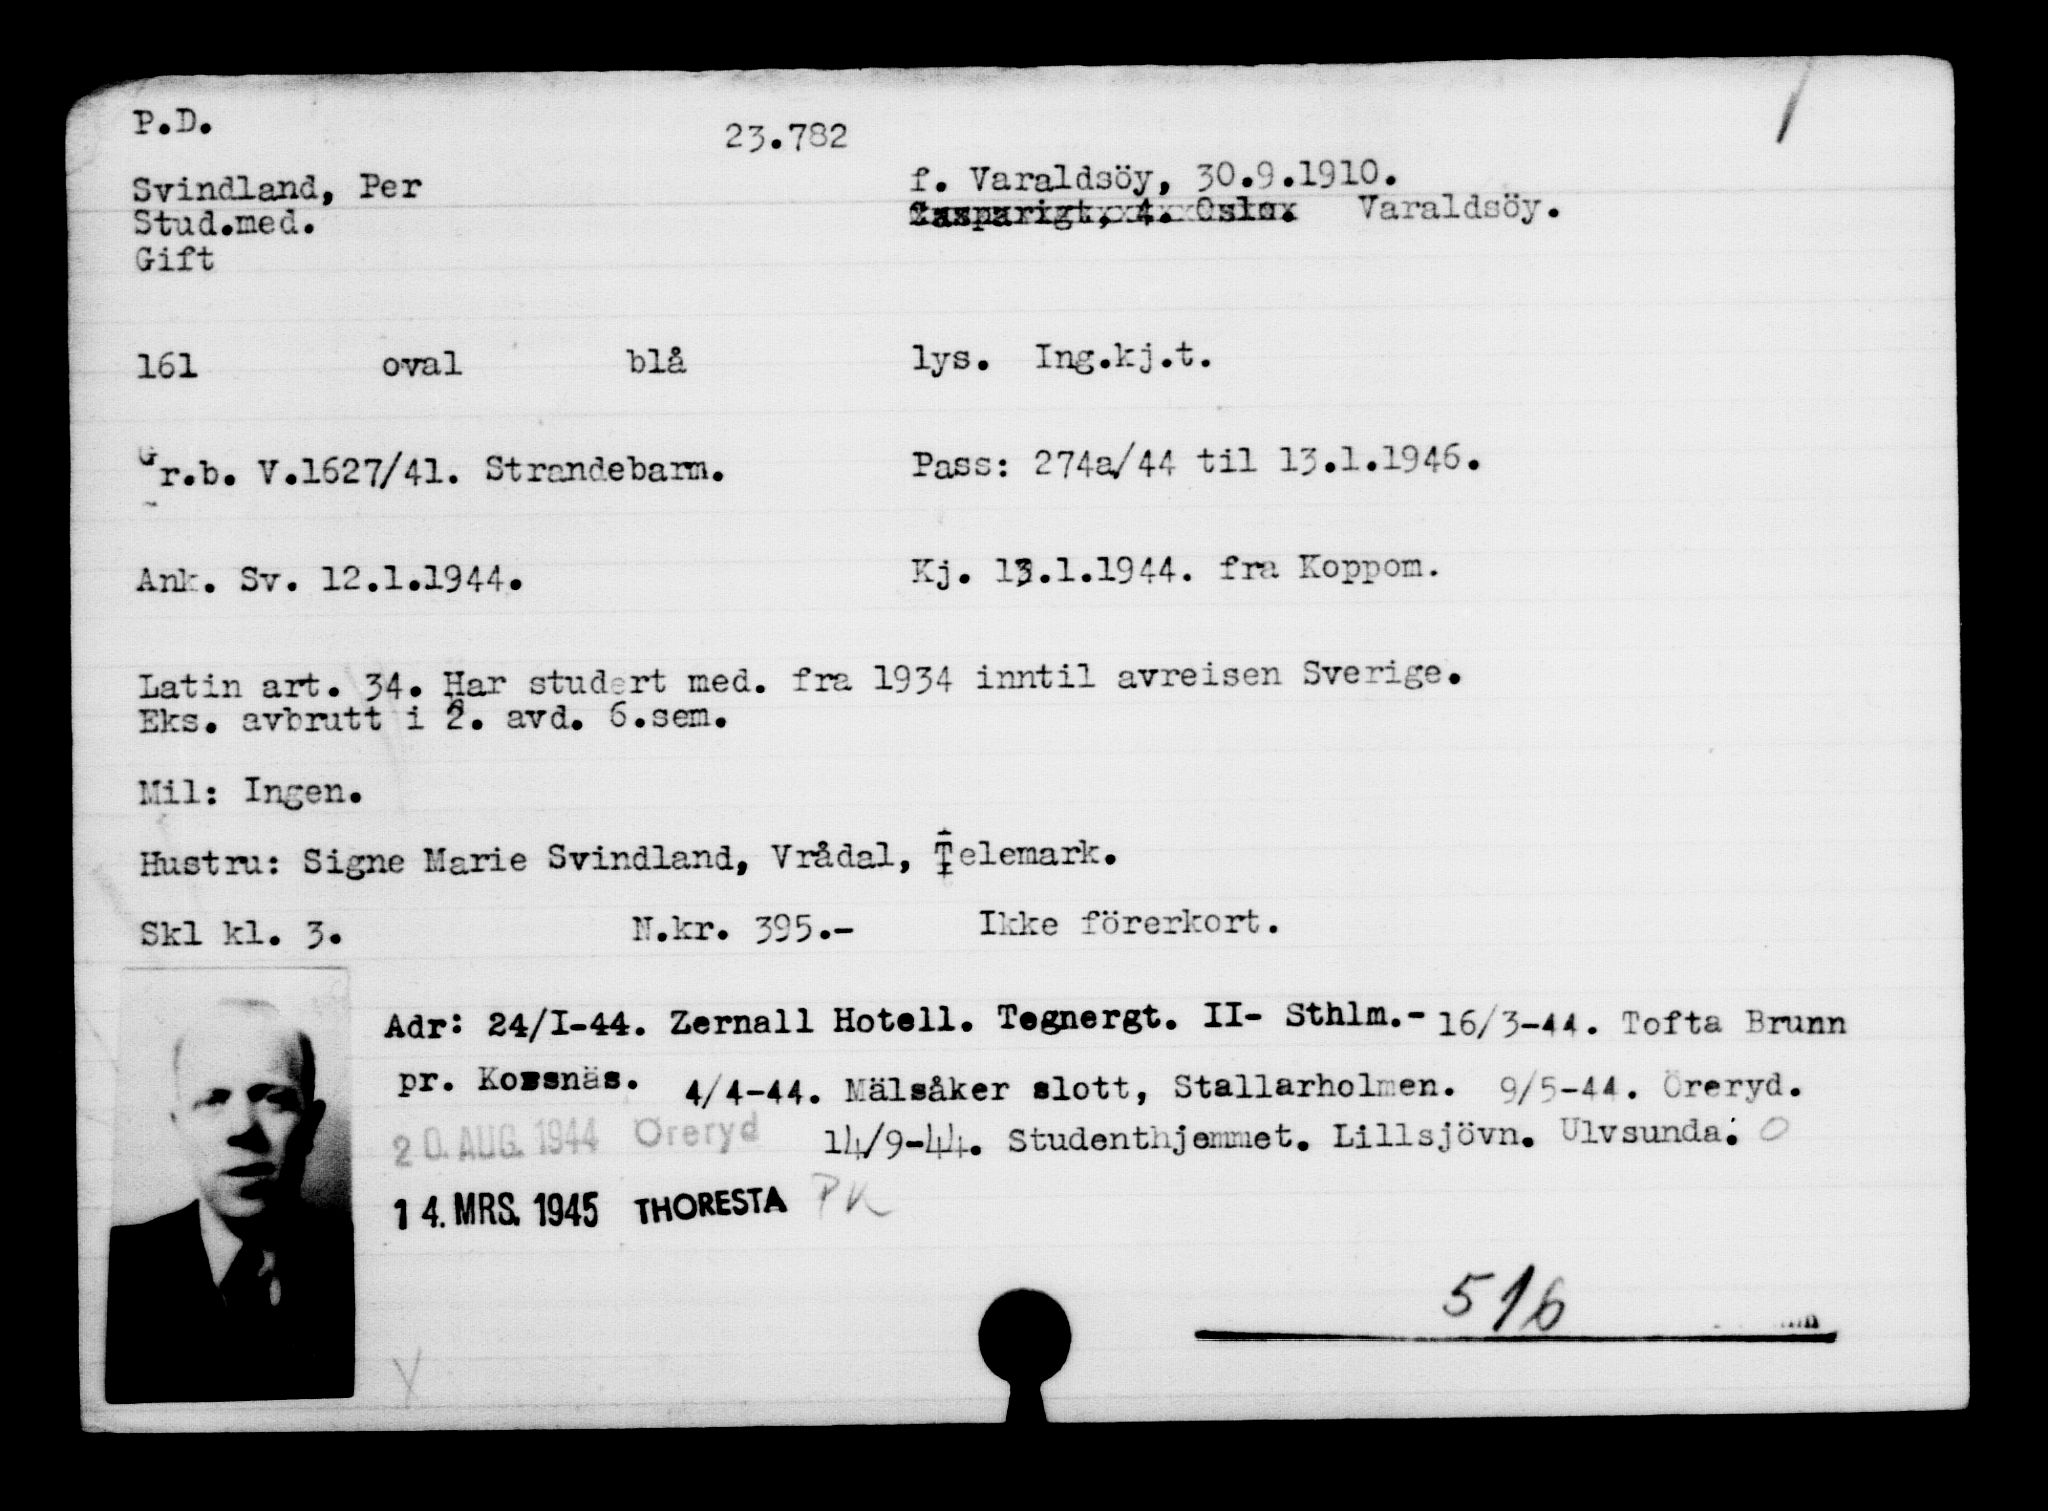 P.D.
23.782
Svindland, Per
f. Varaldsöy, 30.9.1910.
Stud.med.
Casparigt, 4. Oslo. Varaldsöy.
Gift
161 oval blå lys. Ing.kj.t.
Gr.b. V.1627/41. Strandebarm. Pass: 274a/44 til 13.1.1946.
Ank. Sv. 12.1.1944. Kj. 13.1.1944. fra Koppom.
Latin art. 34. Har studert med. fra 1934 inntil avreisen Sverige.
Eks. avbrutt i 2. avd. 6.sem.
Mil: Ingen.
Hustru: Signe Marie Svindland, Vrådal, Telemark.
Skl kl. 3. N.kr. 395.- Ikke förerkort.
Adr: 24/I-44. Zernall Hotell. Tegnergt. II- Sthlm.- 16/3-44. Tofta Brunn
pr. Kossnäs. 4/4-44. Mälsåker slott, Stallarholmen. 9/5-44. Öreryd.
20. AUG. 1944 Öreryd 14/9-44. Studenthjemmet. Lillsjövn. Ulvsunda. O
14. MRS. 1945 THORESTA PK
516